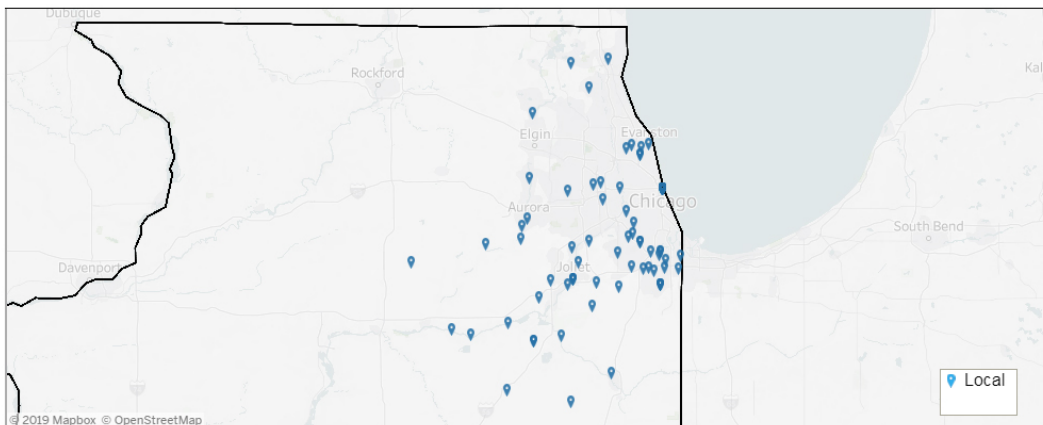 Dubuque
Rockford
Kal
Elgin
Evanston
Aurora
Chicago
South Bend
Davenport
Joliet
Local
© 2019 Mapbox © OpenStreetMap